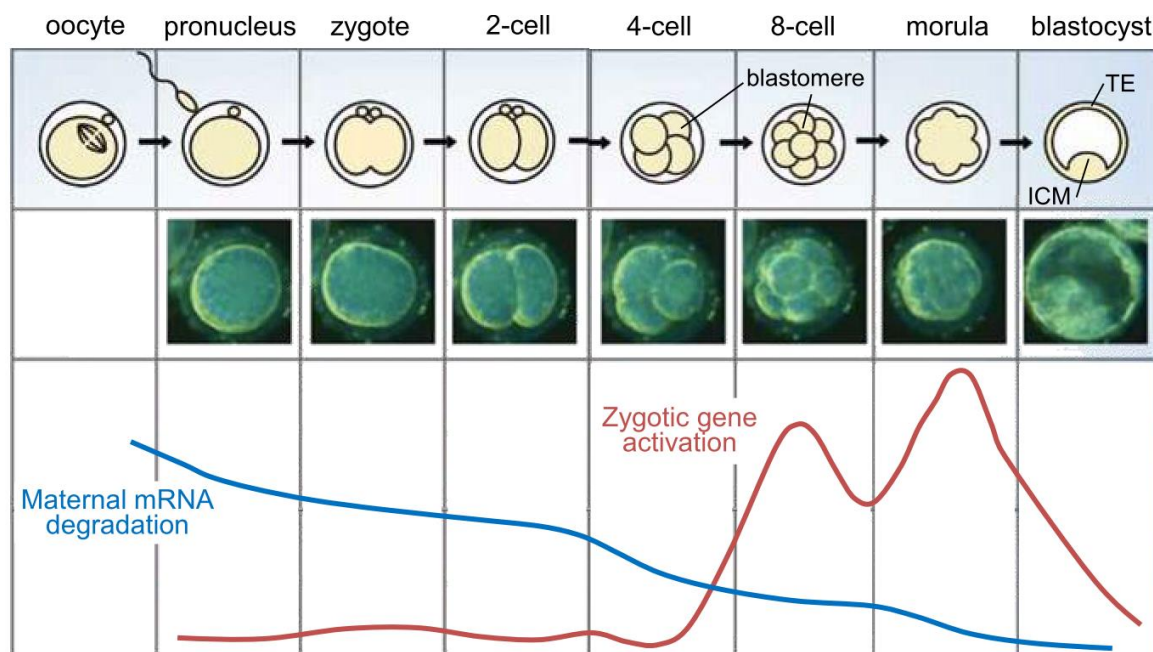 oocyte pronucleus zygote 2-cell 4-cell 8-cell morula blastocyst
blastomere
TE
ICM
Zygotic gene
activation
Maternal mRNA
degradation